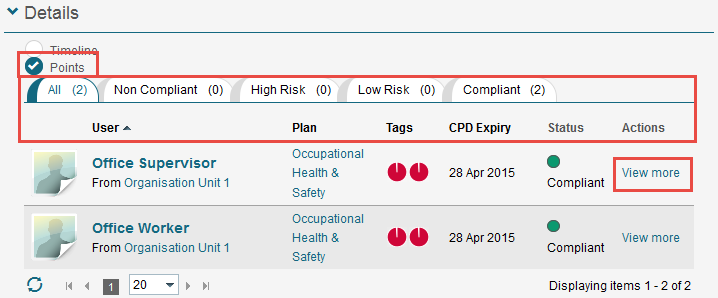 Details
Timeline
Points
All (2) Non Compliant (0) High Risk (0) Low Risk (0) Compliant (2)
User Plan Tags CPD Expiry Status Actions
Office Supervisor
From Organisation Unit 1
Occupational
Health &
Safety
28 Apr 2015
Compliant
View more
Office Worker
From Organisation Unit 1
Occupational
Health &
Safety
28 Apr 2015
Compliant
View more
1 20 Displaying items 1 - 2 of 2